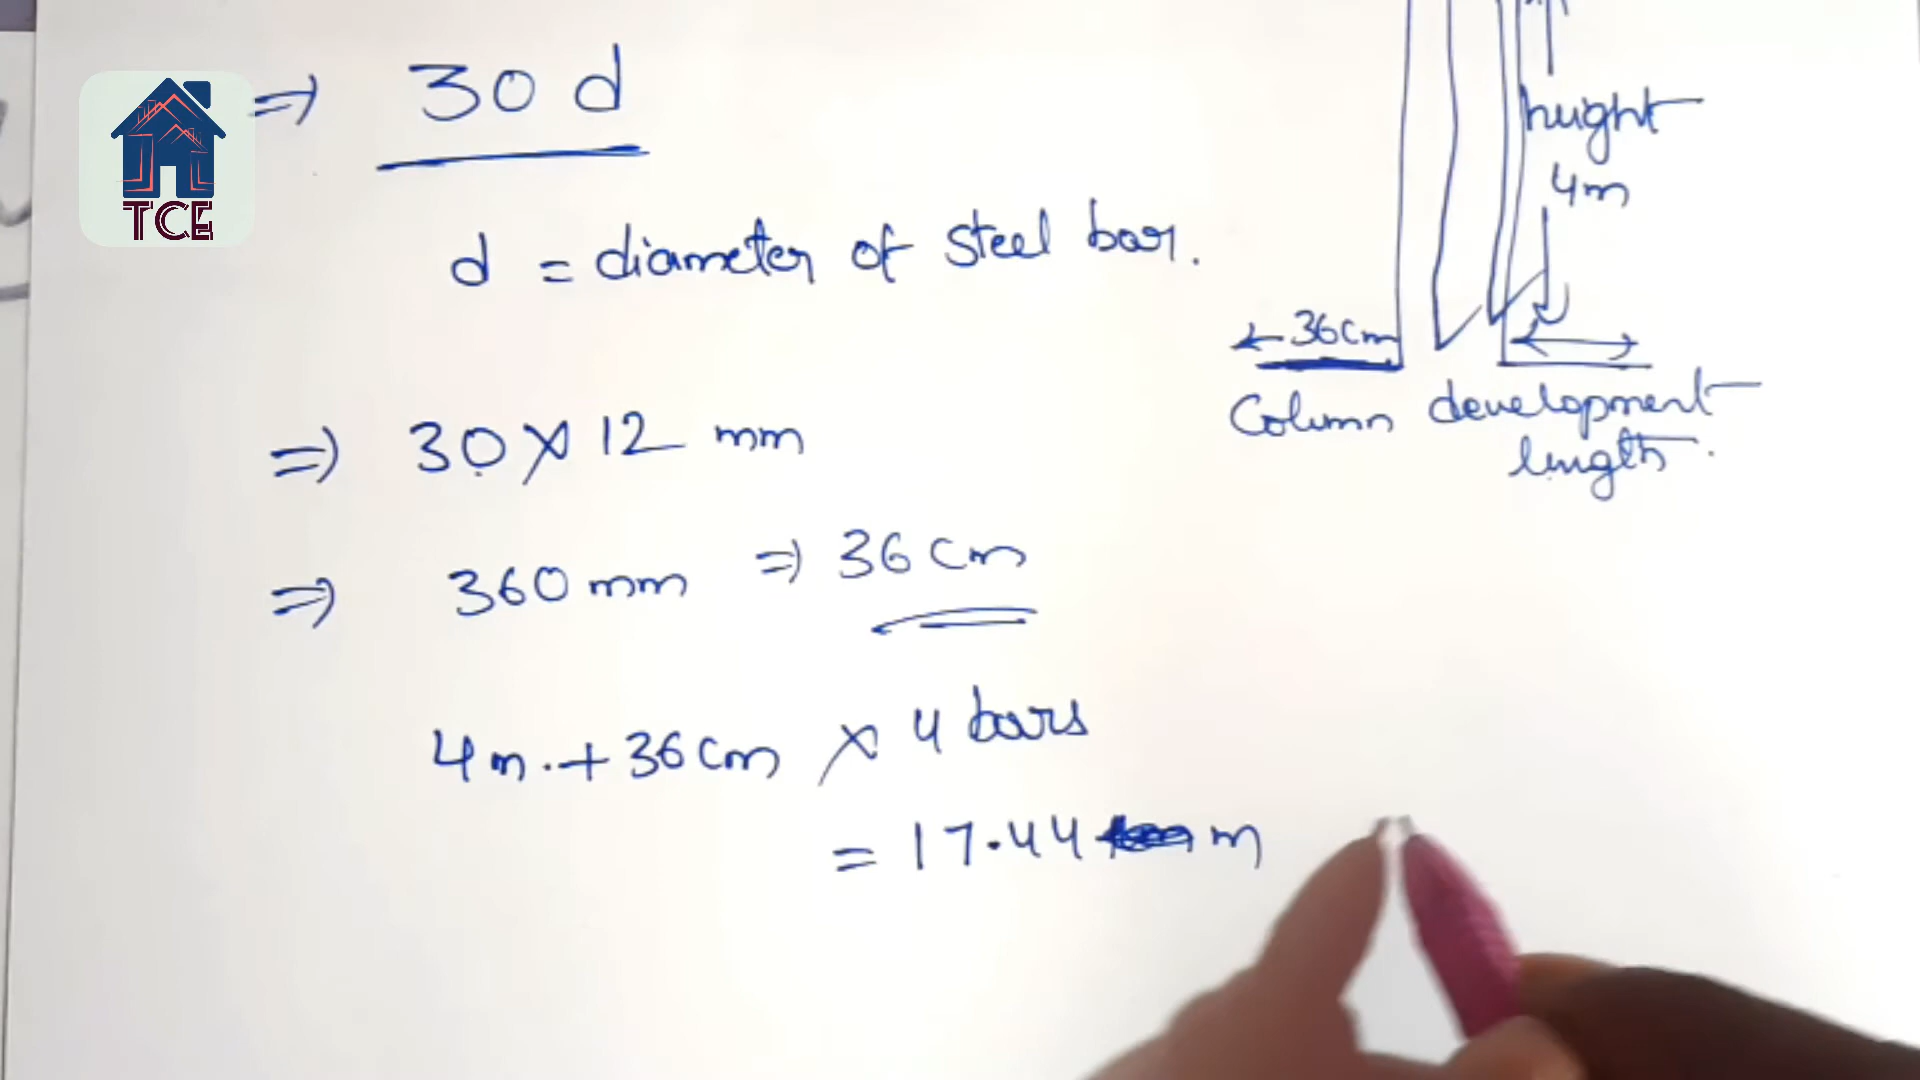 TCE
=> 30 d
d = diameter of steel bar.
=> 30 X 12 mm
=> 360 mm => 36 cm
4m. + 36 cm X 4 bars
= 17.44 m
height
4m
← 36cm
Column development
length.